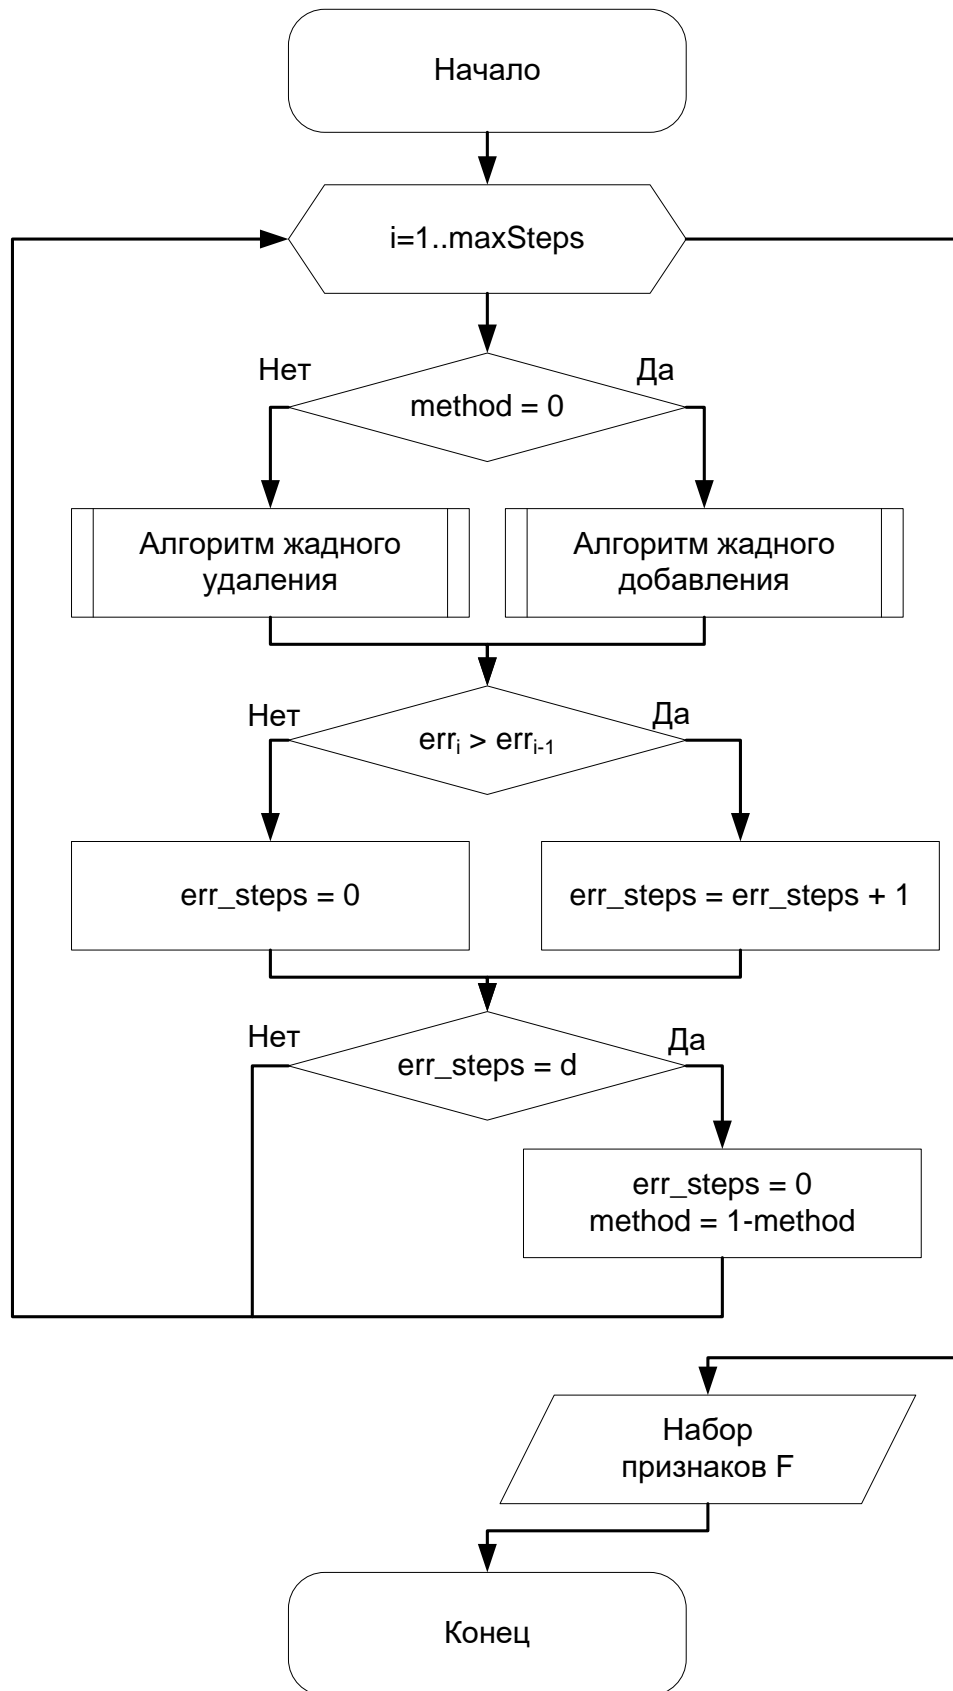 Начало
i=1..maxSteps
Нет
Да
method = 0
Алгоритм жадного
удаления
Алгоритм жадного
добавления
Нет
Да
errᵢ > errᵢ₋₁
err_steps = 0
err_steps = err_steps + 1
Нет
Да
err_steps = d
err_steps = 0
method = 1-method
Набор
признаков F
Конец